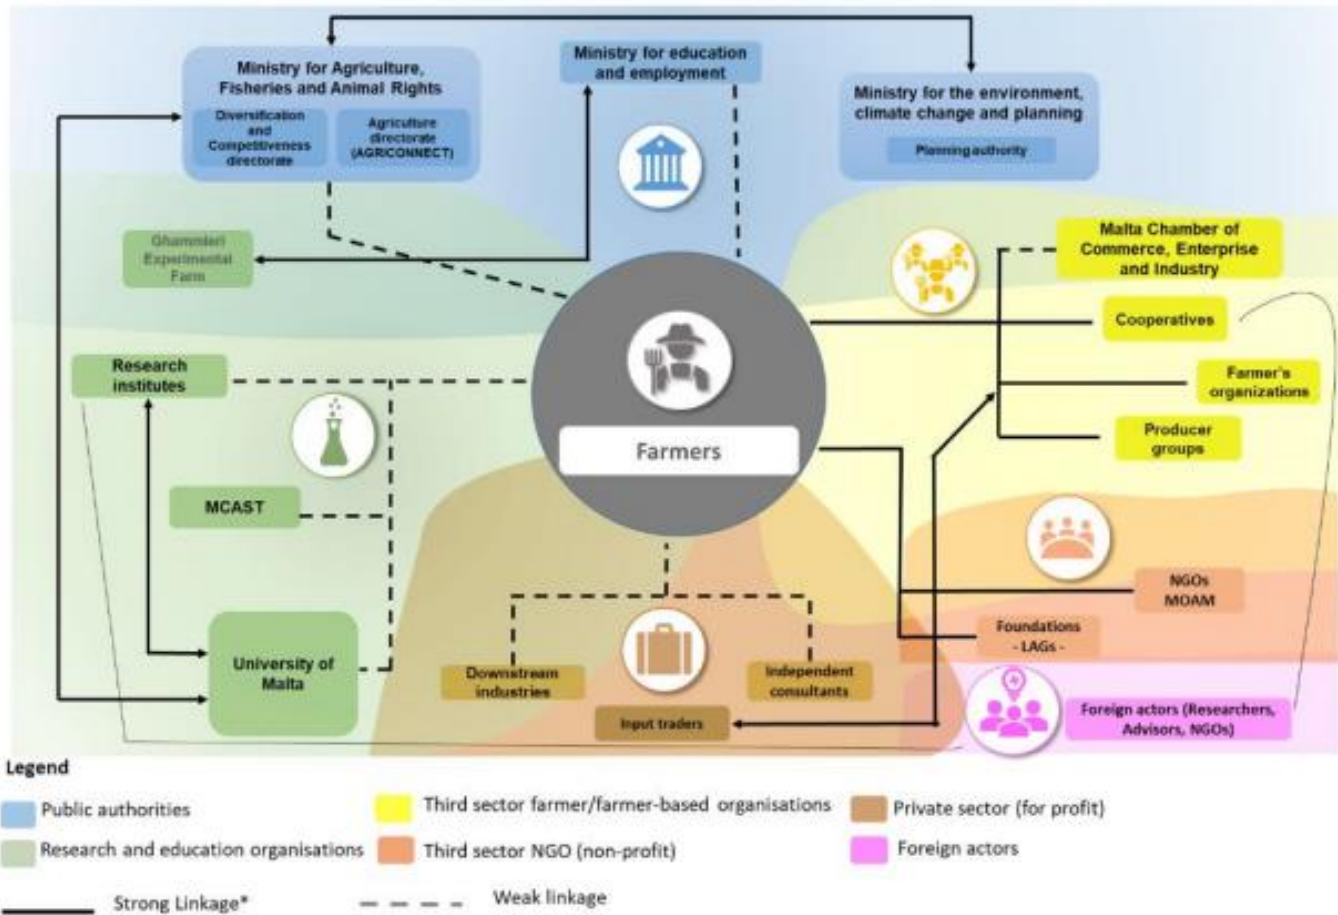 Ministry for Agriculture,
Fisheries and Animal Rights
Diversification
and
Competitiveness
directorate
Agriculture
directorate
(AGRICONNECT)
Ministry for education
and employment
Ministry for the environment,
climate change and planning
Planning authority
Ghammieri
Experimental
Farm
Malta Chamber of
Commerce, Enterprise
and Industry
Cooperatives
Research
institutes
Farmer's
organizations
Farmers
Producer
groups
MCAST
NGOs
MOAM
Foundations
- LAGs -
University of
Malta
Downstream
industries
Independent
consultants
Input traders
Foreign actors (Researchers,
Advisors, NGOs)
Legend
Public authorities
Third sector farmer/farmer-based organisations
Private sector (for profit)
Research and education organisations
Third sector NGO (non-profit)
Foreign actors
Strong Linkage*
Weak linkage